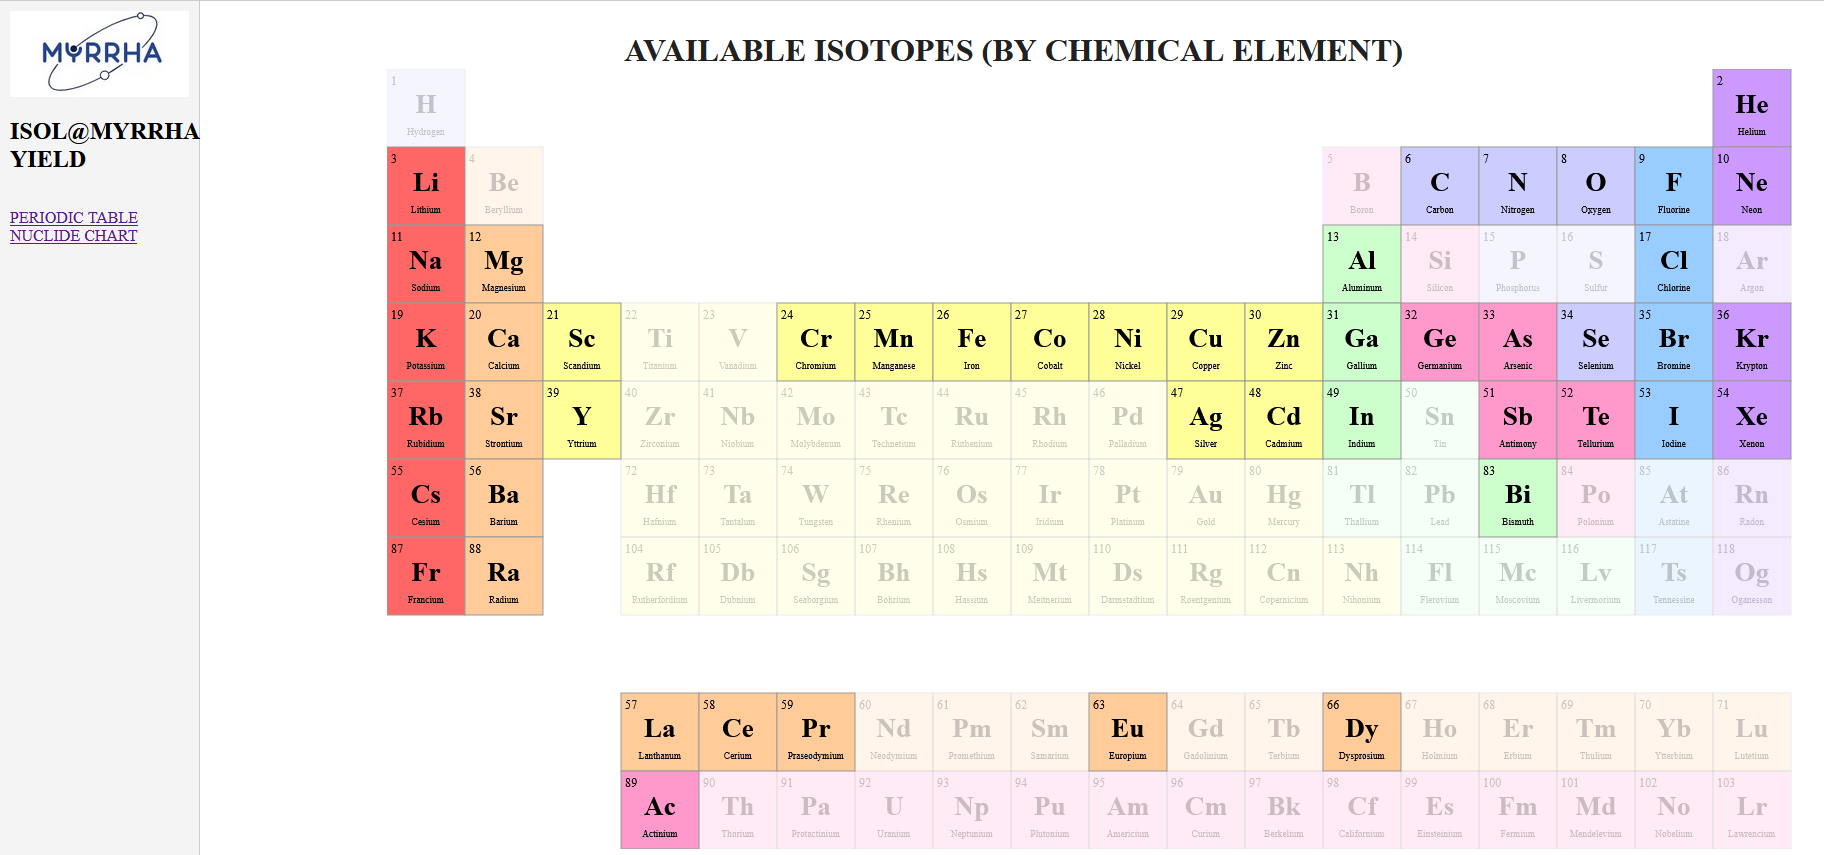 MYRRHA
ISOL@MYRRHA
YIELD
PERIODIC TABLE
NUCLIDE CHART
AVAILABLE ISOTOPES (BY CHEMICAL ELEMENT)
1 2
H He
Hydrogen Helium
3 4 5 6 7 8 9 10
Li Be B C N O F Ne
Lithium Beryllium Boron Carbon Nitrogen Oxygen Fluorine Neon
11 12 13 14 15 16 17 18
Na Mg Al Si P S Cl Ar
Sodium Magnesium Aluminum Silicon Phosphorus Sulfur Chlorine Argon
19 20 21 22 23 24 25 26 27 28 29 30 31 32 33 34 35 36
K Ca Sc Ti V Cr Mn Fe Co Ni Cu Zn Ga Ge As Se Br Kr
Potassium Calcium Scandium Titanium Vanadium Chromium Manganese Iron Cobalt Nickel Copper Zinc Gallium Germanium Arsenic Selenium Bromine Krypton
37 38 39 40 41 42 43 44 45 46 47 48 49 50 51 52 53 54
Rb Sr Y Zr Nb Mo Tc Ru Rh Pd Ag Cd In Sn Sb Te I Xe
Rubidium Strontium Yttrium Zirconium Niobium Molybdenum Technetium Ruthenium Rhodium Palladium Silver Cadmium Indium Tin Antimony Tellurium Iodine Xenon
55 56 72 73 74 75 76 77 78 79 80 81 82 83 84 85 86
Cs Ba Hf Ta W Re Os Ir Pt Au Hg Tl Pb Bi Po At Rn
Cesium Barium Hafnium Tantalum Tungsten Rhenium Osmium Iridium Platinum Gold Mercury Thallium Lead Bismuth Polonium Astatine Radon
87 88 104 105 106 107 108 109 110 111 112 113 114 115 116 117 118
Fr Ra Rf Db Sg Bh Hs Mt Ds Rg Cn Nh Fl Mc Lv Ts Og
Francium Radium Rutherfordium Dubnium Seaborgium Bohrium Hassium Meitnerium Darmstadtium Roentgenium Copernicium Nihonium Flerovium Moscovium Livermorium Tennessine Oganesson
57 58 59 60 61 62 63 64 65 66 67 68 69 70 71
La Ce Pr Nd Pm Sm Eu Gd Tb Dy Ho Er Tm Yb Lu
Lanthanum Cerium Praseodymium Neodymium Promethium Samarium Europium Gadolinium Terbium Dysprosium Holmium Erbium Thulium Ytterbium Lutetium
89 90 91 92 93 94 95 96 97 98 99 100 101 102 103
Ac Th Pa U Np Pu Am Cm Bk Cf Es Fm Md No Lr
Actinium Thorium Protactinium Uranium Neptunium Plutonium Americium Curium Berkelium Californium Einsteinium Fermium Mendelevium Nobelium Lawrencium